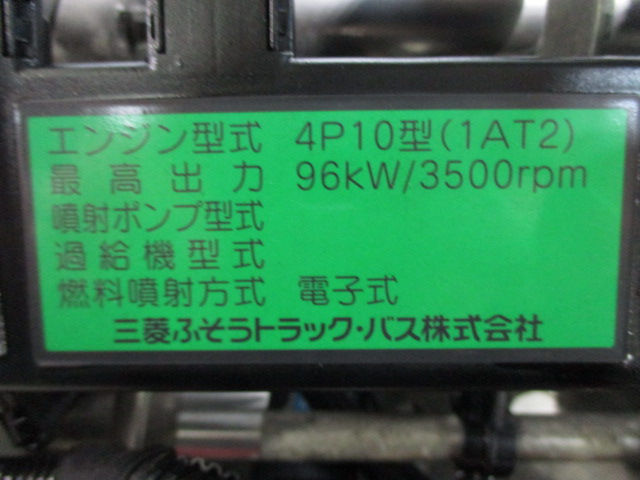 エンジン型式 4P10型(1AT2)
最高出力 96kW/3500rpm
噴射ポンプ型式
過給機型式
燃料噴射方式 電子式
三菱ふそうトラック・バス株式会社